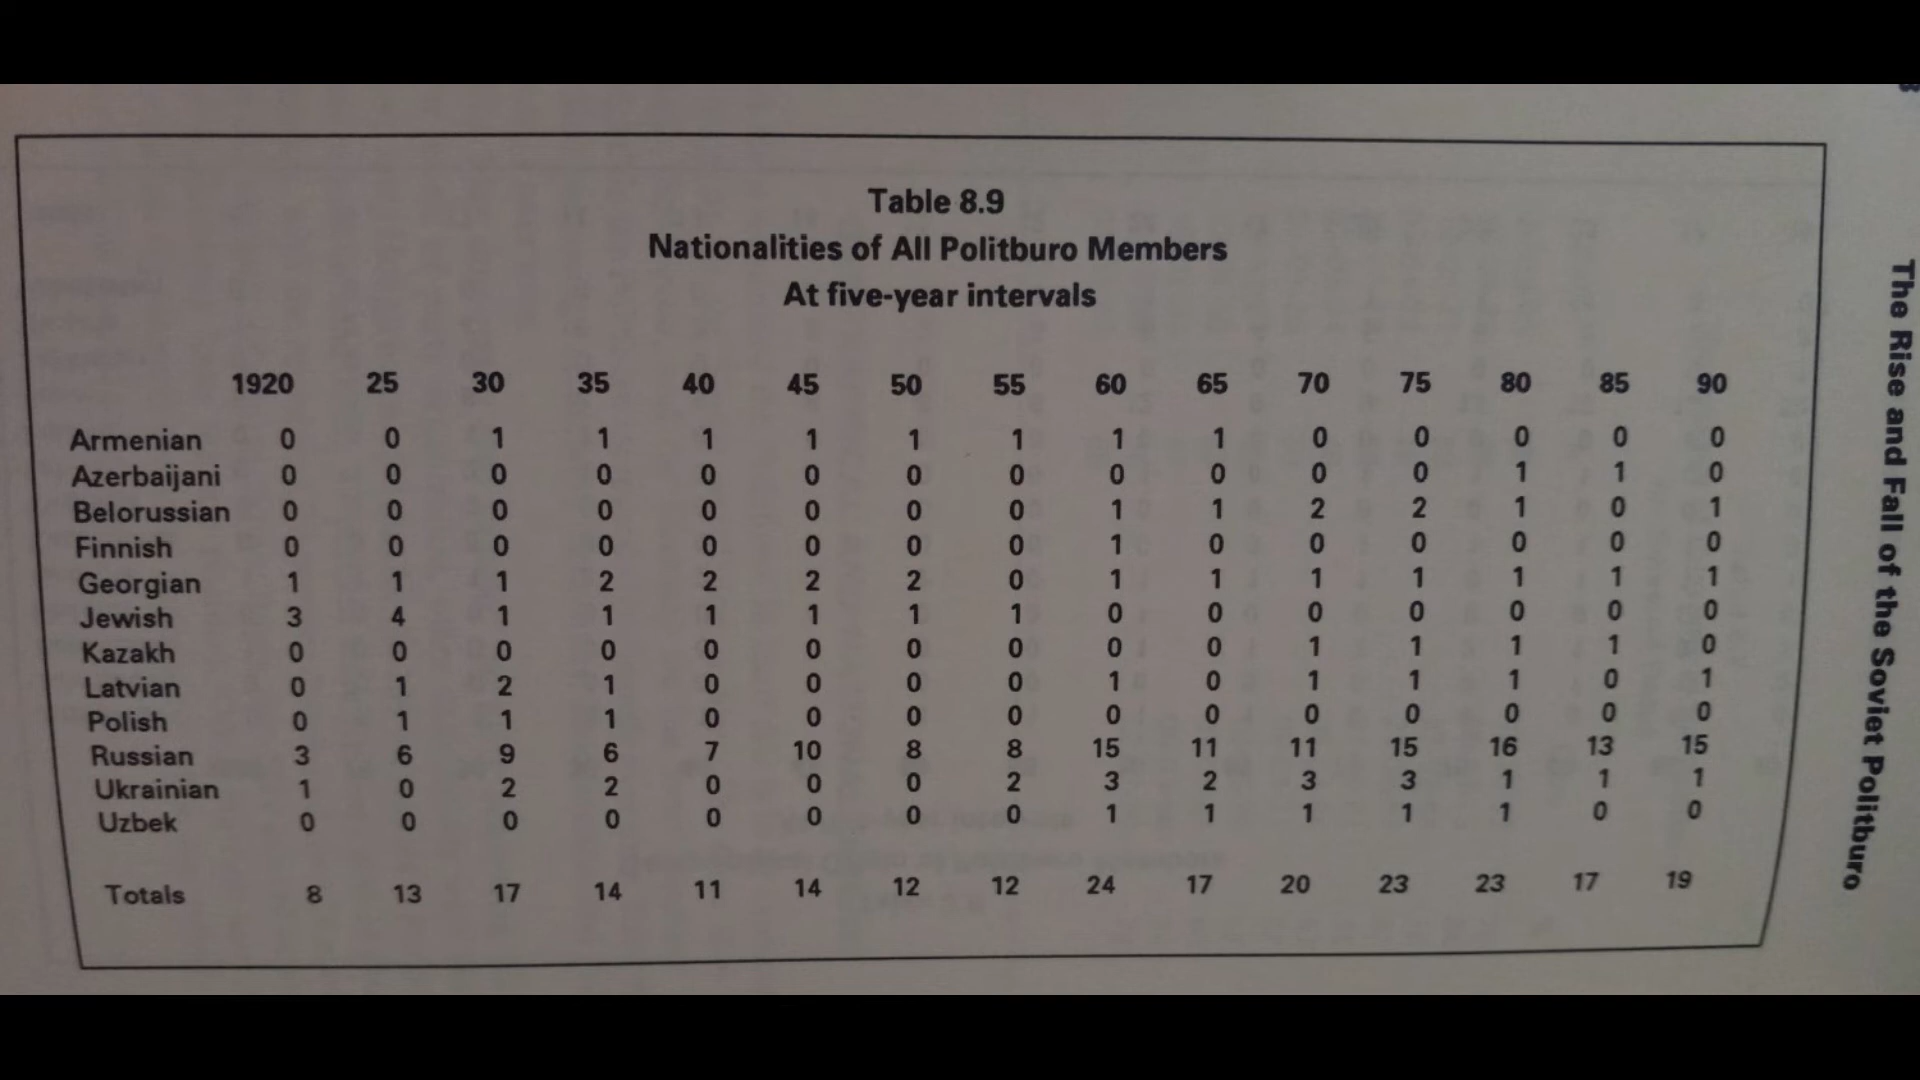 Table 8.9
Nationalities of All Politburo Members
At five-year intervals
1920 25 30 35 40 45 50 55 60 65 70 75 80 85 90
Armenian 0 0 1 1 1 1 1 1 1 1 0 0 0 0 0
Azerbaijani 0 0 0 0 0 0 0 0 0 0 0 0 1 1 0
Belorussian 0 0 0 0 0 0 0 0 1 1 2 2 1 0 1
Finnish 0 0 0 0 0 0 0 0 1 0 0 0 0 0 0
Georgian 1 1 1 2 2 2 2 0 1 1 1 1 1 1 1
Jewish 3 4 1 1 1 1 1 1 0 0 0 0 0 0 0
Kazakh 0 0 0 0 0 0 0 0 0 0 1 1 1 1 0
Latvian 0 1 2 1 0 0 0 0 1 0 1 1 1 0 1
Polish 0 1 1 1 0 0 0 0 0 0 0 0 0 0 0
Russian 3 6 9 6 7 10 8 8 15 11 11 15 16 13 15
Ukrainian 1 0 2 2 0 0 0 2 3 2 3 3 1 1 1
Uzbek 0 0 0 0 0 0 0 0 1 1 1 1 1 0 0
Totals 8 13 17 14 11 14 12 12 24 17 20 23 23 17 19
The Rise and Fall of the Soviet Politburo